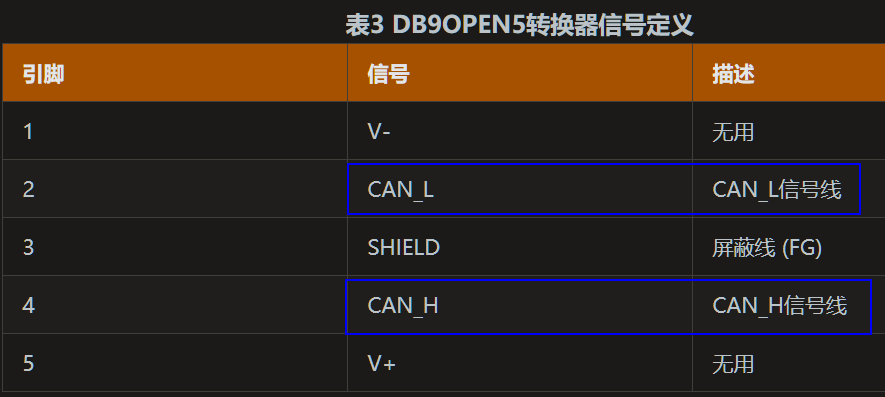 表3 DB9OPEN5转换器信号定义
引脚 信号 描述
1 V- 无用
2 CAN_L CAN_L信号线
3 SHIELD 屏蔽线 (FG)
4 CAN_H CAN_H信号线
5 V+ 无用